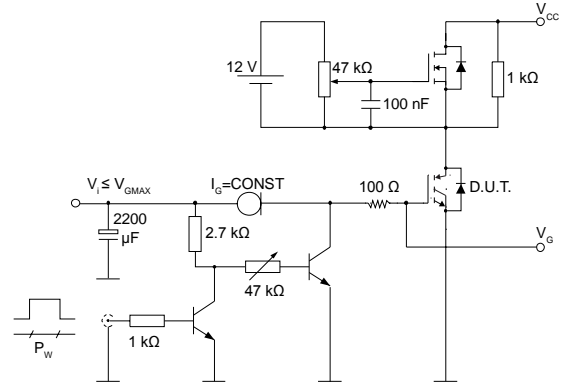 V_CC
12 V
47 kΩ
1 kΩ
100 nF
V_i ≤ V_GMAX
I_G=CONST
100 Ω
D.U.T.
2200
µF
2.7 kΩ
V_G
47 kΩ
1 kΩ
P_W